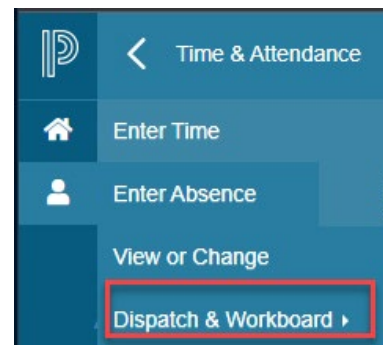 Time & Attendance
Enter Time
Enter Absence
View or Change
Dispatch & Workboard